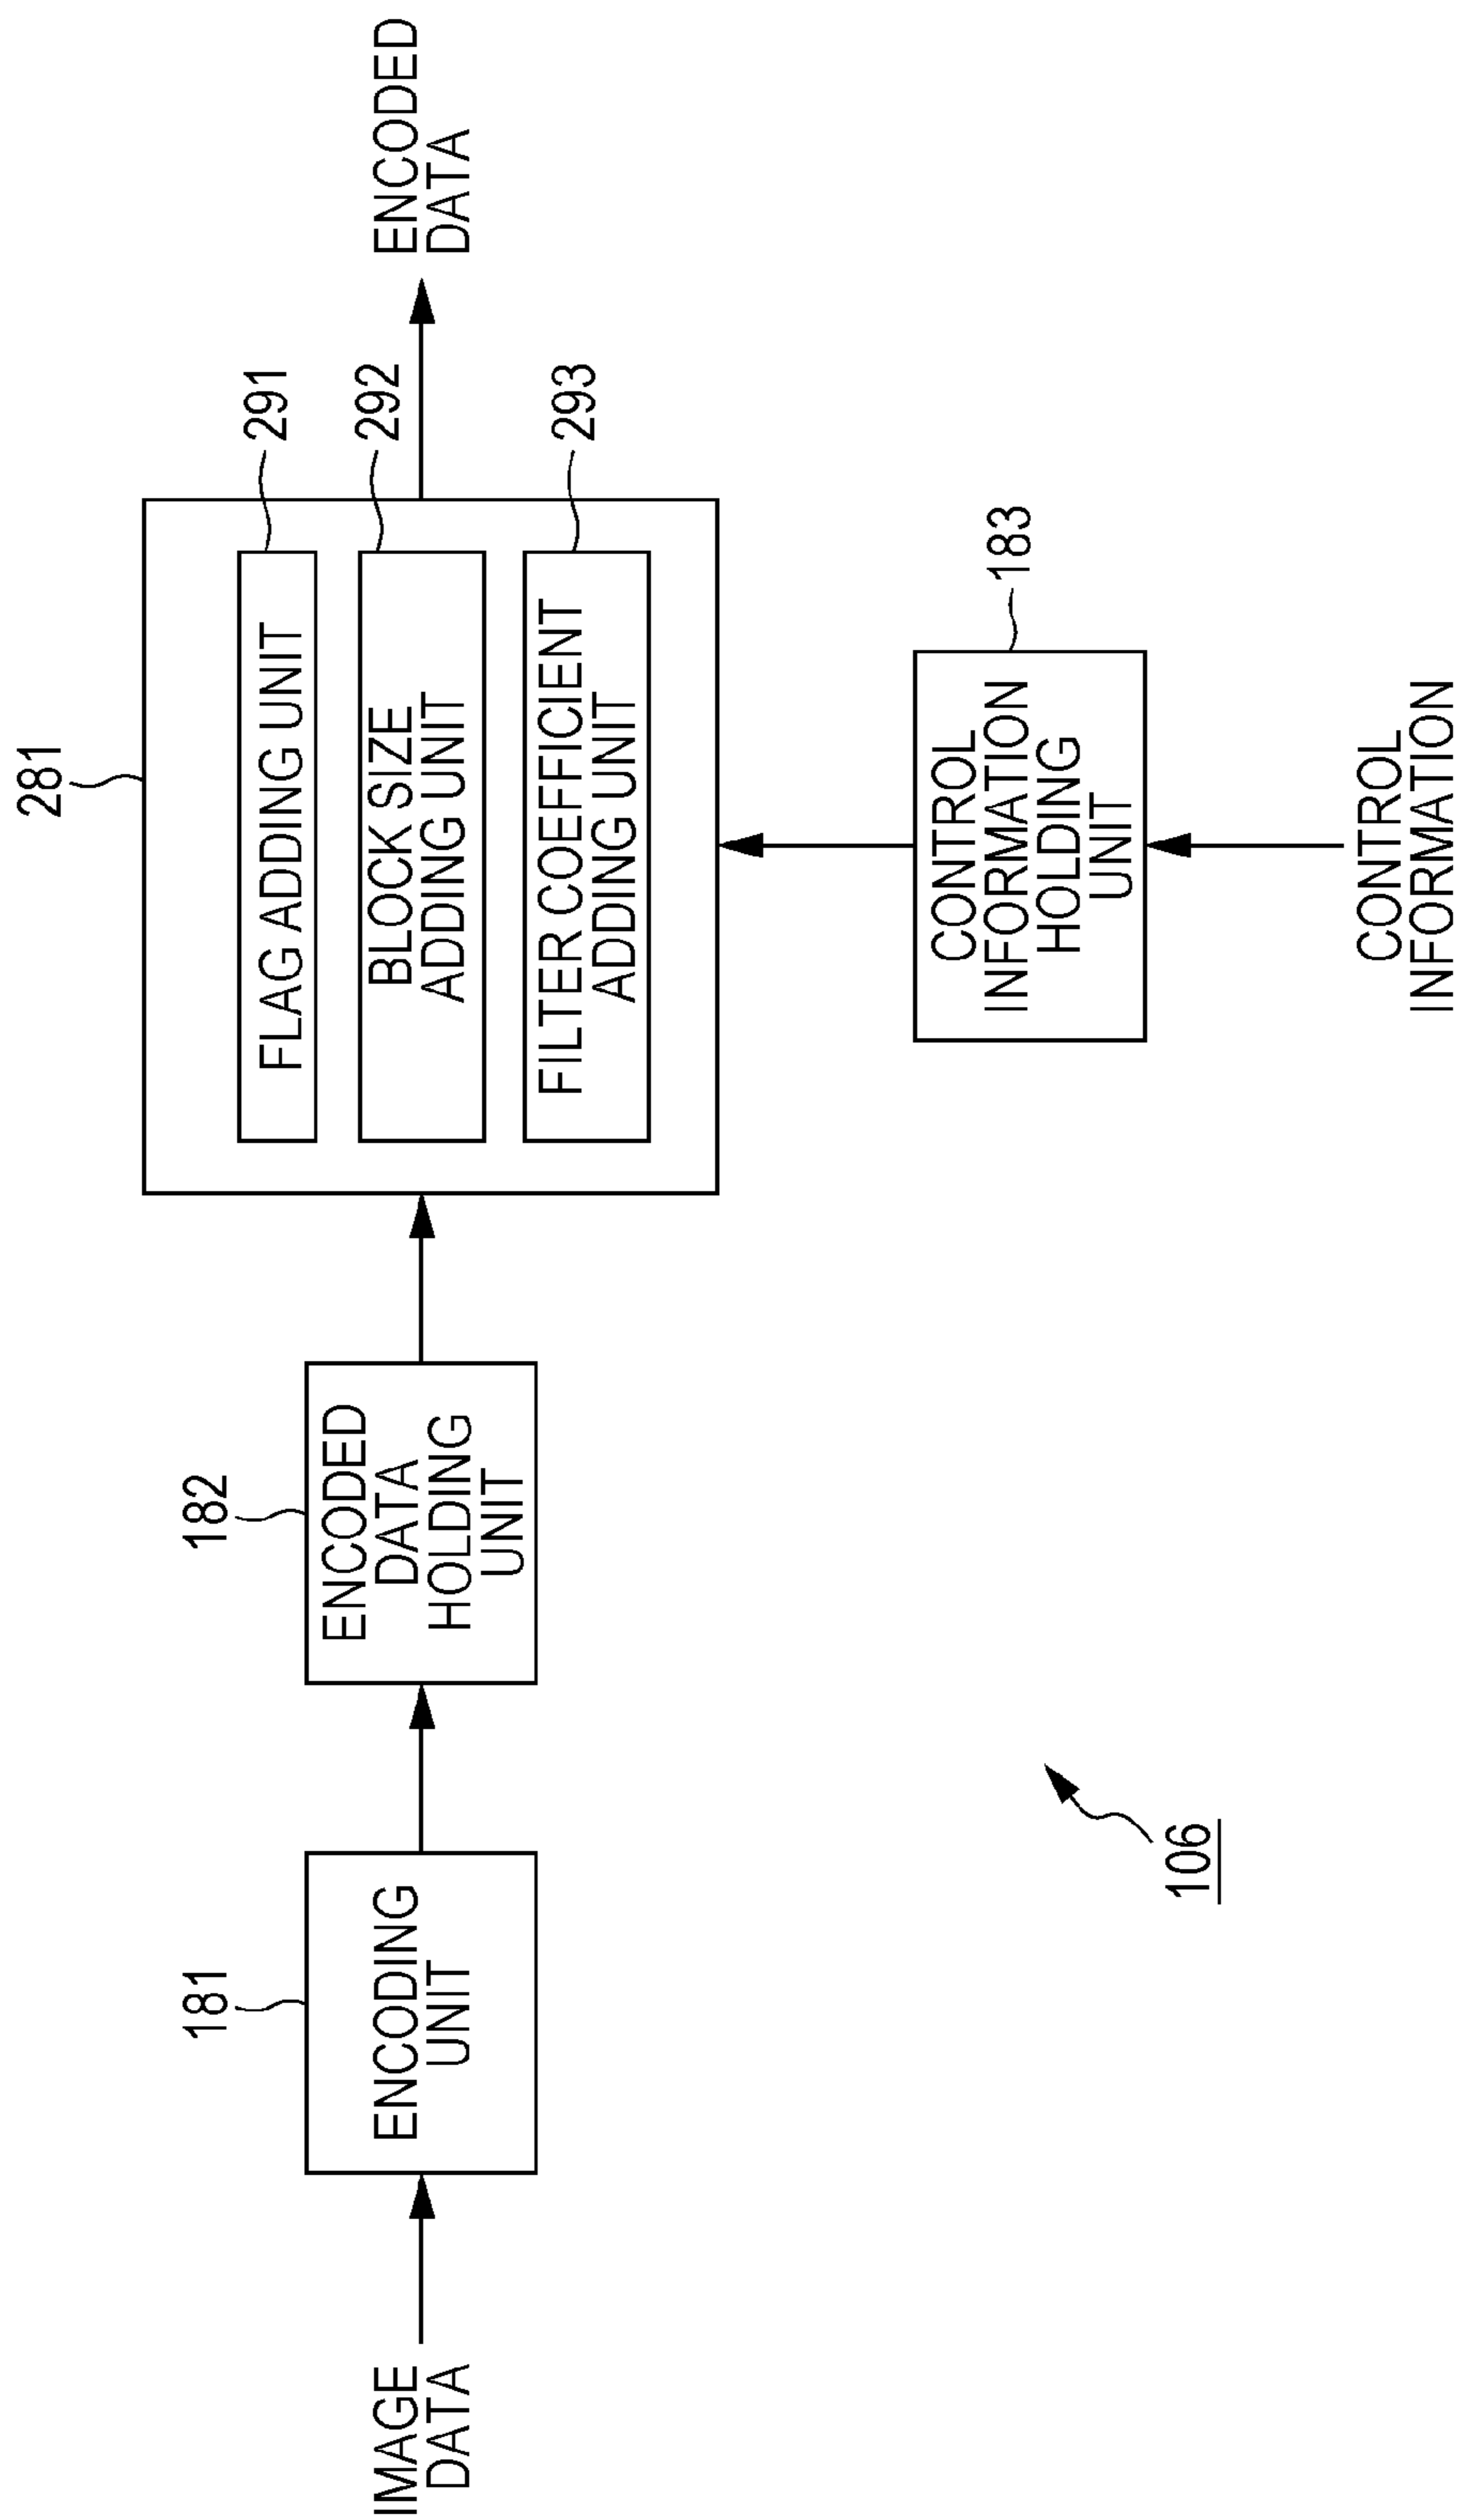 281
FLAG ADDING UNIT
291
BLOCK SIZE
ADDING UNIT
292
FILTER COEFFICIENT
ADDING UNIT
293
181
182
IMAGE
DATA
ENCODING
UNIT
ENCODED
DATA
HOLDING
UNIT
ENCODED
DATA
183
CONTROL
INFORMATION
HOLDING
UNIT
106
CONTROL
INFORMATION